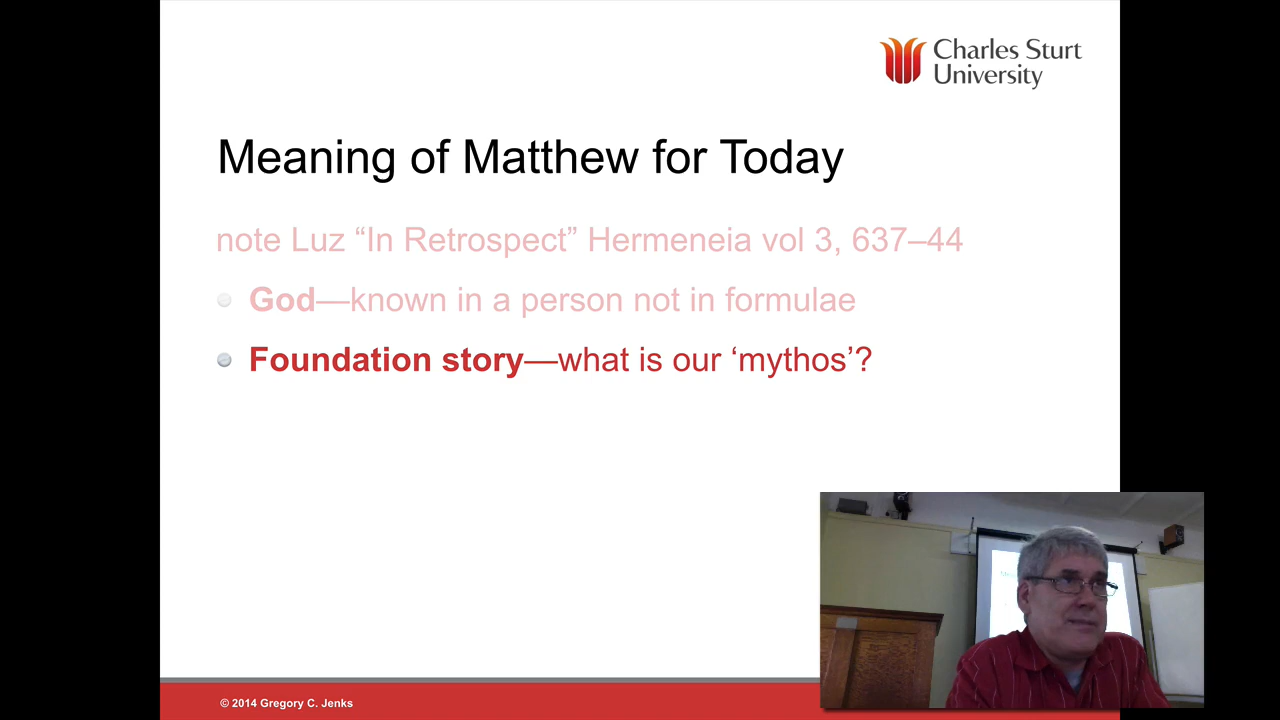 Charles Sturt
University
Meaning of Matthew for Today
note Luz “In Retrospect” Hermeneia vol 3, 637–44
God—known in a person not in formulae
Foundation story—what is our ‘mythos’?
© 2014 Gregory C. Jenks